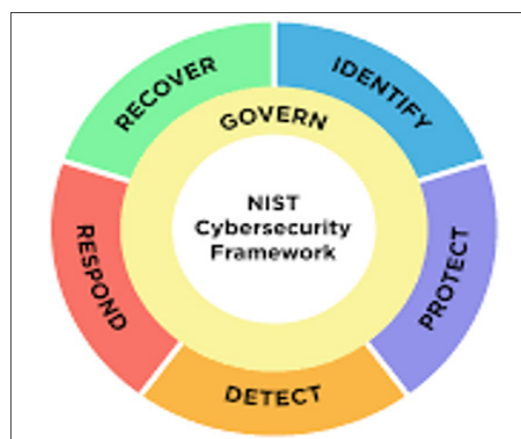 RECOVER
IDENTIFY
GOVERN
NIST
Cybersecurity
Framework
RESPOND
PROTECT
DETECT